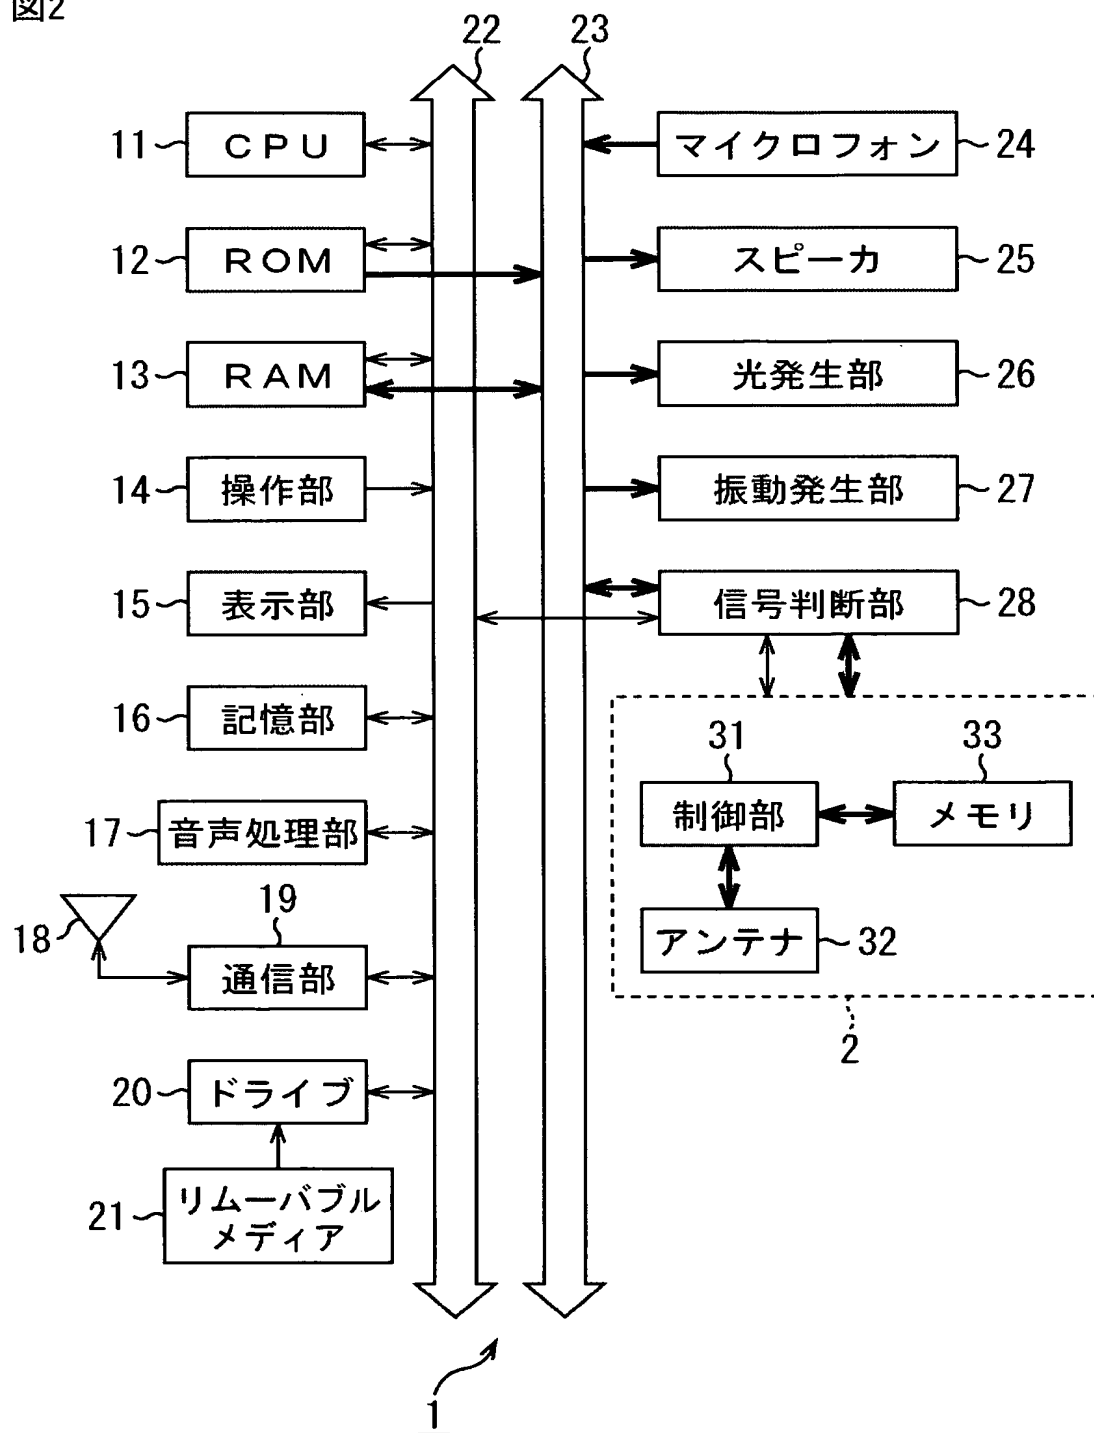 図2
22
23
11
CPU
マイクロフォン
24
12
ROM
スピーカ
25
13
RAM
光発生部
26
14
操作部
振動発生部
27
15
表示部
信号判断部
28
16
記憶部
31
33
制御部
メモリ
17
音声処理部
18
19
通信部
アンテナ
32
2
20
ドライブ
21
リムーバブル
メディア
1